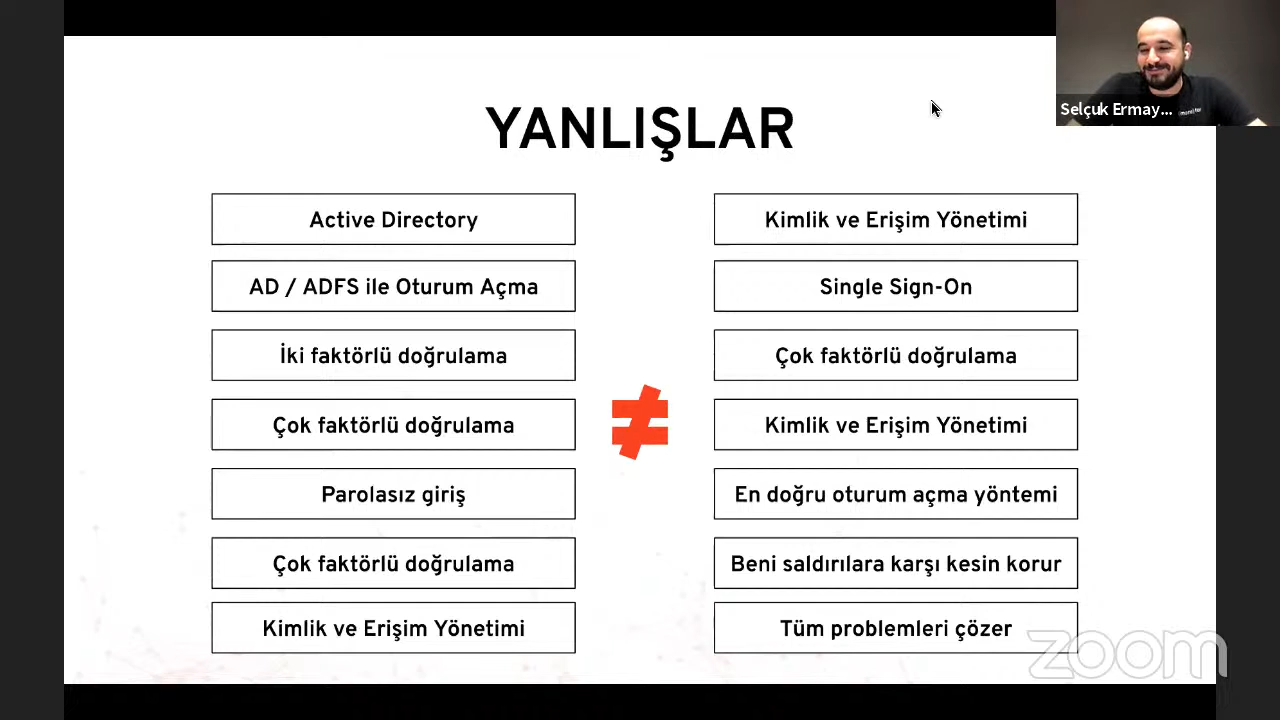 Selçuk Ermay...
YANLIŞLAR
Active Directory
Kimlik ve Erişim Yönetimi
AD / ADFS ile Oturum Açma
Single Sign-On
İki faktörlü doğrulama
Çok faktörlü doğrulama
Çok faktörlü doğrulama
≠
Kimlik ve Erişim Yönetimi
Parolasız giriş
En doğru oturum açma yöntemi
Çok faktörlü doğrulama
Beni saldırılara karşı kesin korur
Kimlik ve Erişim Yönetimi
Tüm problemleri çözer
zoom